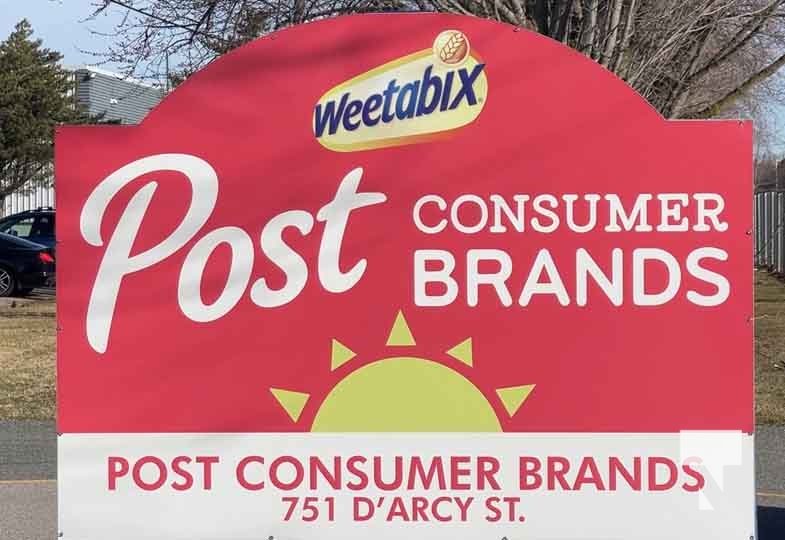 Weetabix
Post CONSUMER
BRANDS
POST CONSUMER BRANDS
751 D'ARCY ST.